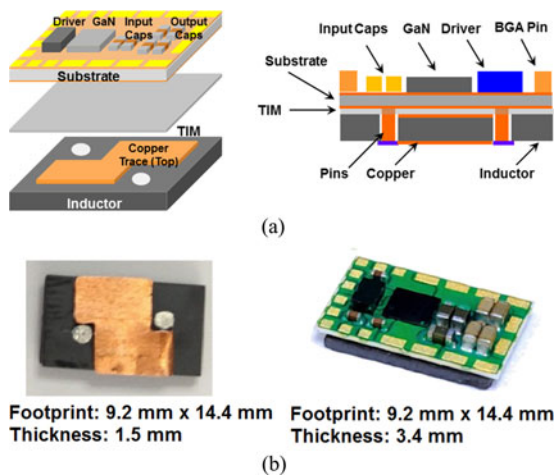 Driver GaN Input Caps Output Caps
Substrate
TIM
Copper Trace (Top)
Inductor
Input Caps GaN Driver BGA Pin
Substrate
TIM
Pins Copper Inductor
(a)
Footprint: 9.2 mm x 14.4 mm
Thickness: 1.5 mm
Footprint: 9.2 mm x 14.4 mm
Thickness: 3.4 mm
(b)